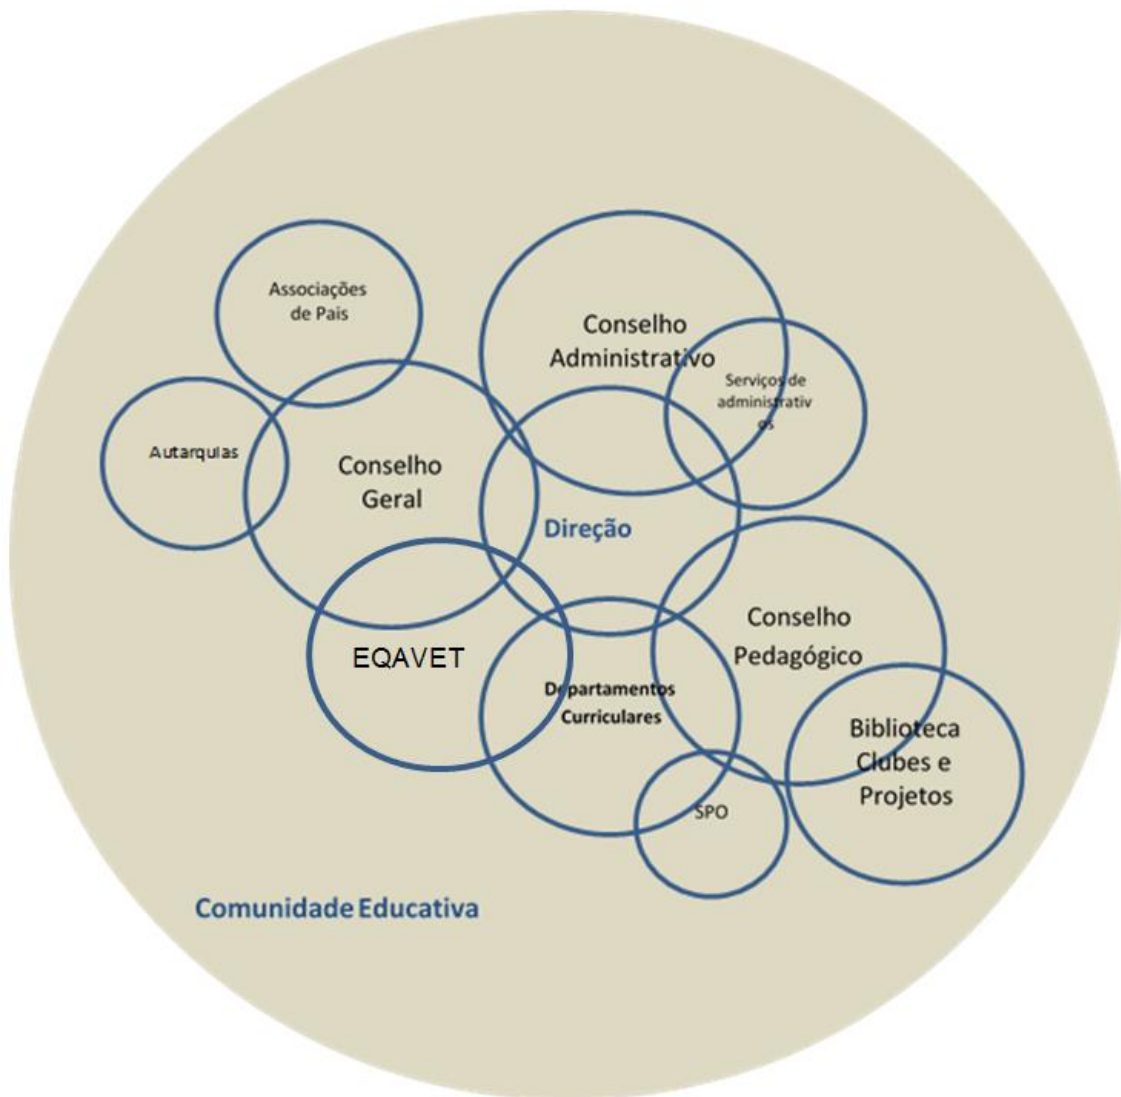 Associações
de Pais
Conselho
Administrativo
Serviços de
administrativ
os
Autarquias
Conselho
Geral
Direção
Conselho
Pedagógico
EQAVET
Departamentos
Curriculares
Biblioteca
Clubes e
Projetos
SPO
Comunidade Educativa